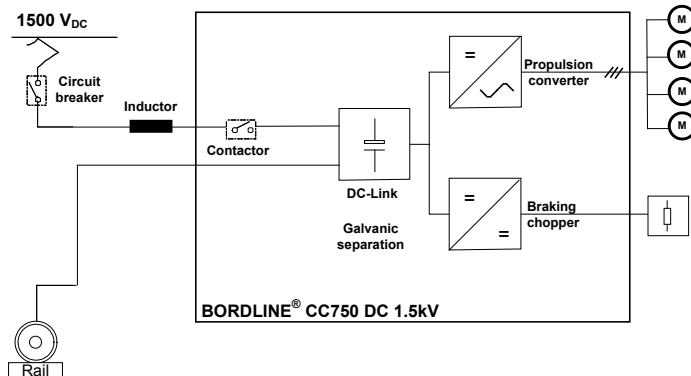 1500 V_DC
Circuit
breaker
Inductor
Contactor
DC-Link
Galvanic
separation
=
Propulsion
converter
M
M
M
M
=
=
Braking
chopper
BORDLINE® CC750 DC 1.5kV
Rail